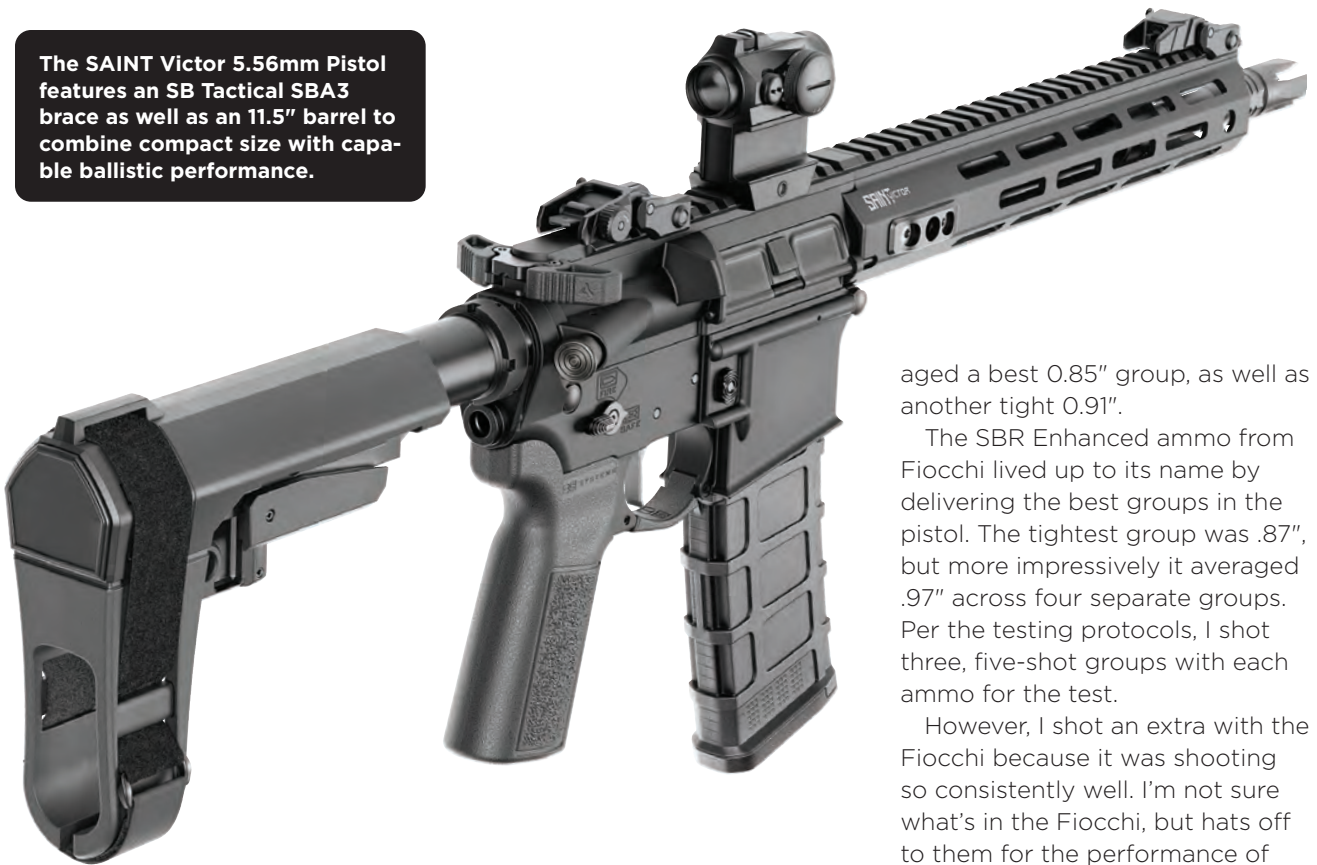 The SAINT Victor 5.56mm Pistol
features an SB Tactical SBA3
brace as well as an 11.5" barrel to
combine compact size with capa-
ble ballistic performance.
SAINT VICTOR
SAFE
aged a best 0.85" group, as well as
another tight 0.91".
The SBR Enhanced ammo from
Fiocchi lived up to its name by
delivering the best groups in the
pistol. The tightest group was .87",
but more impressively it averaged
.97" across four separate groups.
Per the testing protocols, I shot
three, five-shot groups with each
ammo for the test.
However, I shot an extra with the
Fiocchi because it was shooting
so consistently well. I'm not sure
what's in the Fiocchi, but hats off
to them for the performance of